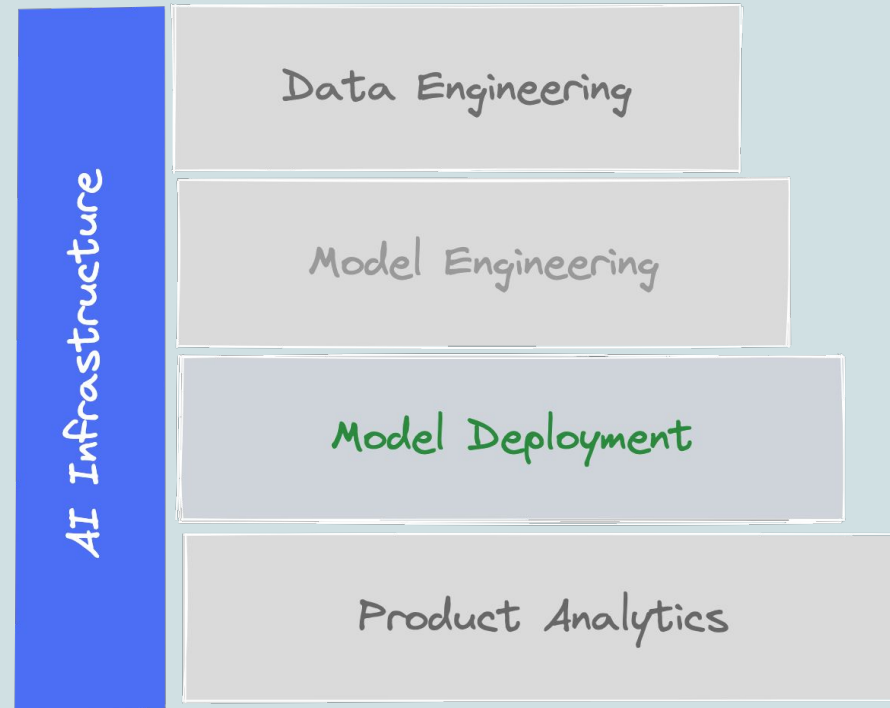 AI Infrastructure
Data Engineering
Model Engineering
Model Deployment
Product Analytics